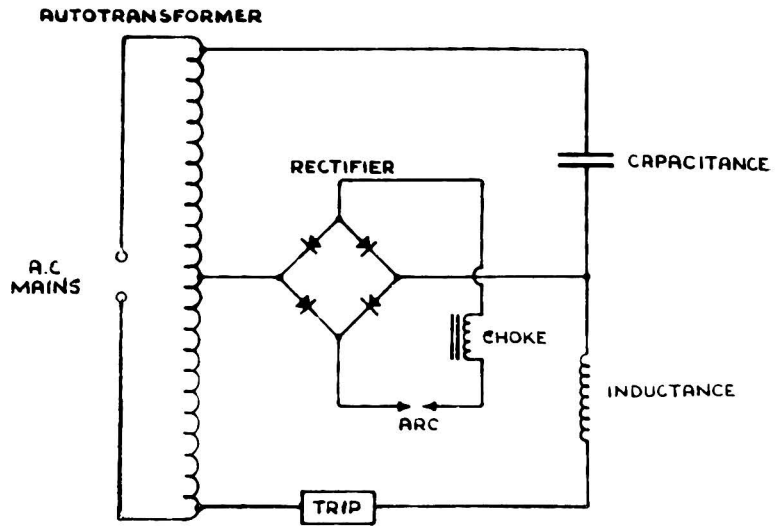 AUTOTRANSFORMER
RECTIFIER
CAPACITANCE
A.C
MAINS
CHOKE
INDUCTANCE
ARC
TRIP